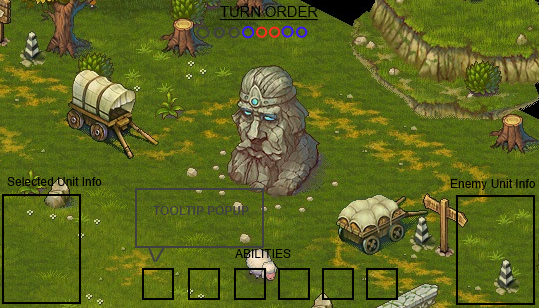 TURN ORDER
Selected Unit Info
Enemy Unit Info
TOOLTIP POPUP
ABILITIES